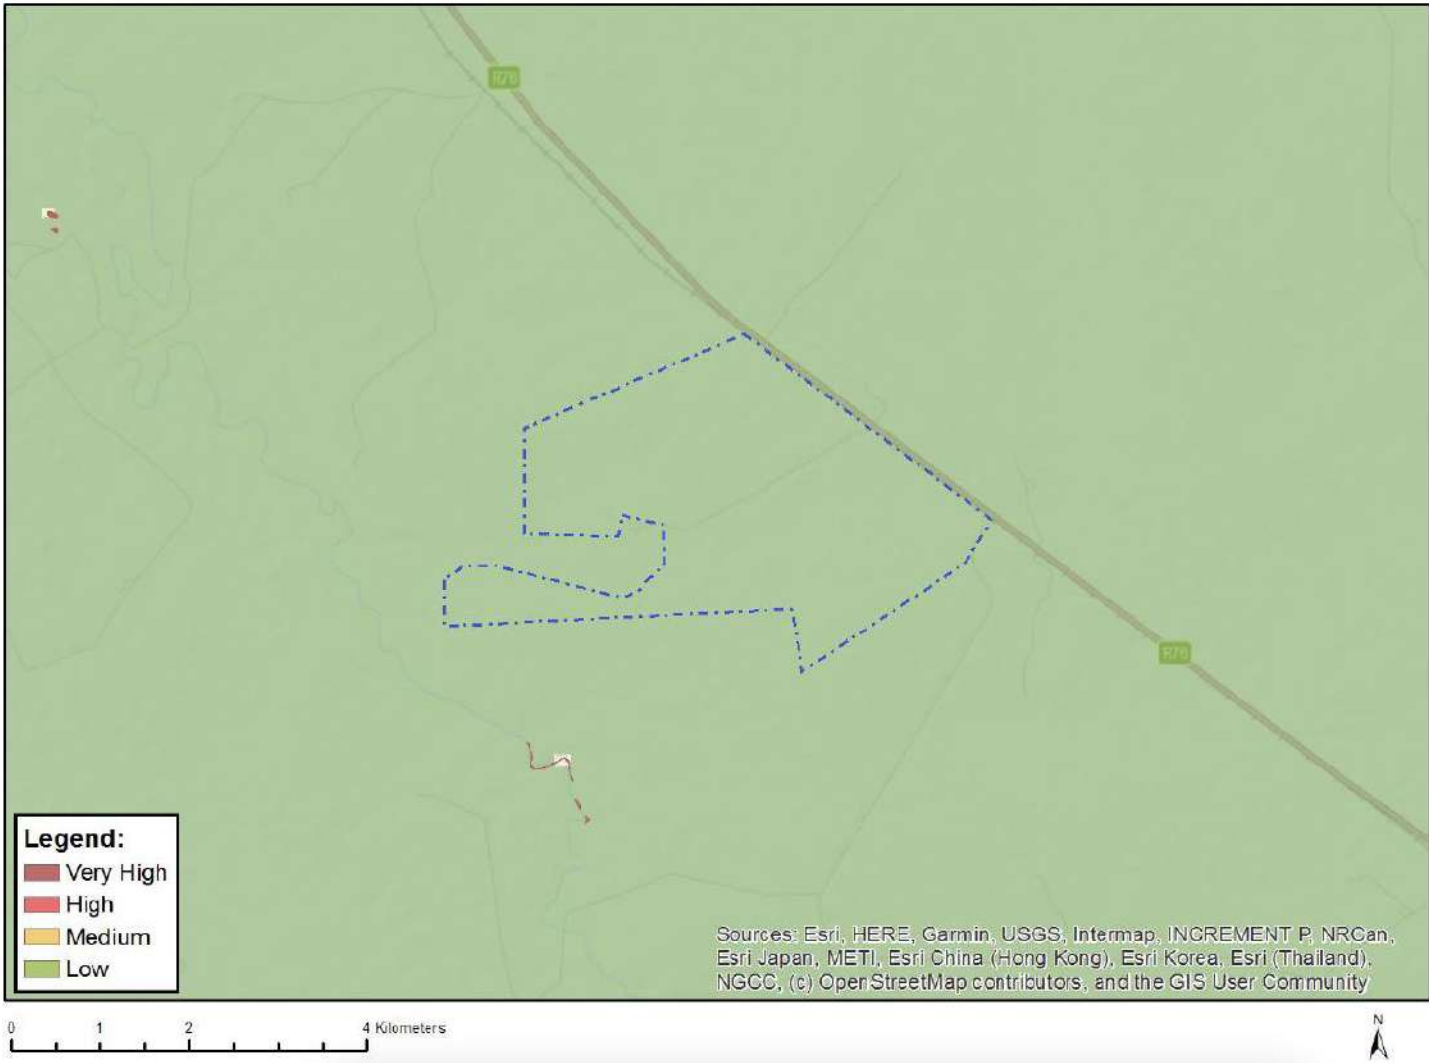 R76
R76
Legend:
Very High
High
Medium
Low
Sources: Esri, HERE, Garmin, USGS, Intermap, INCREMENT P, NRCan,
Esri Japan, METI, Esri China (Hong Kong), Esri Korea, Esri (Thailand),
NGCC, (c) OpenStreetMap contributors, and the GIS User Community
0 1 2 4 Kilometers
N